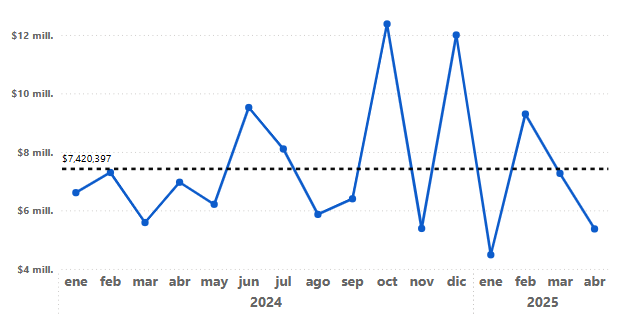 $12 mill.
$10 mill.
$8 mill.
$7,420,397
$6 mill.
$4 mill.
ene feb mar abr may jun jul ago sep oct nov dic ene feb mar abr
2024 2025